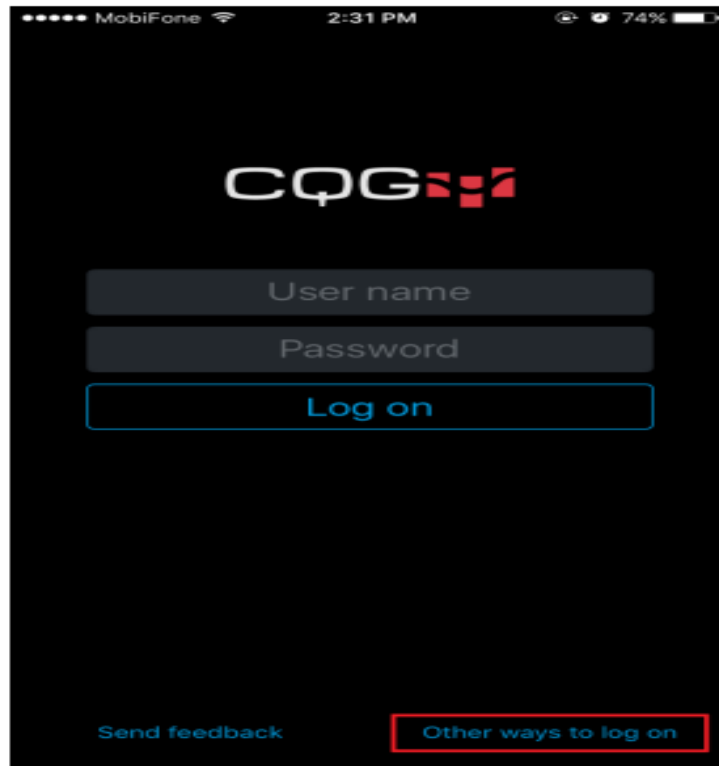 MobiFone 2:31 PM 74%
CQG
User name
Password
Log on
Send feedback Other ways to log on